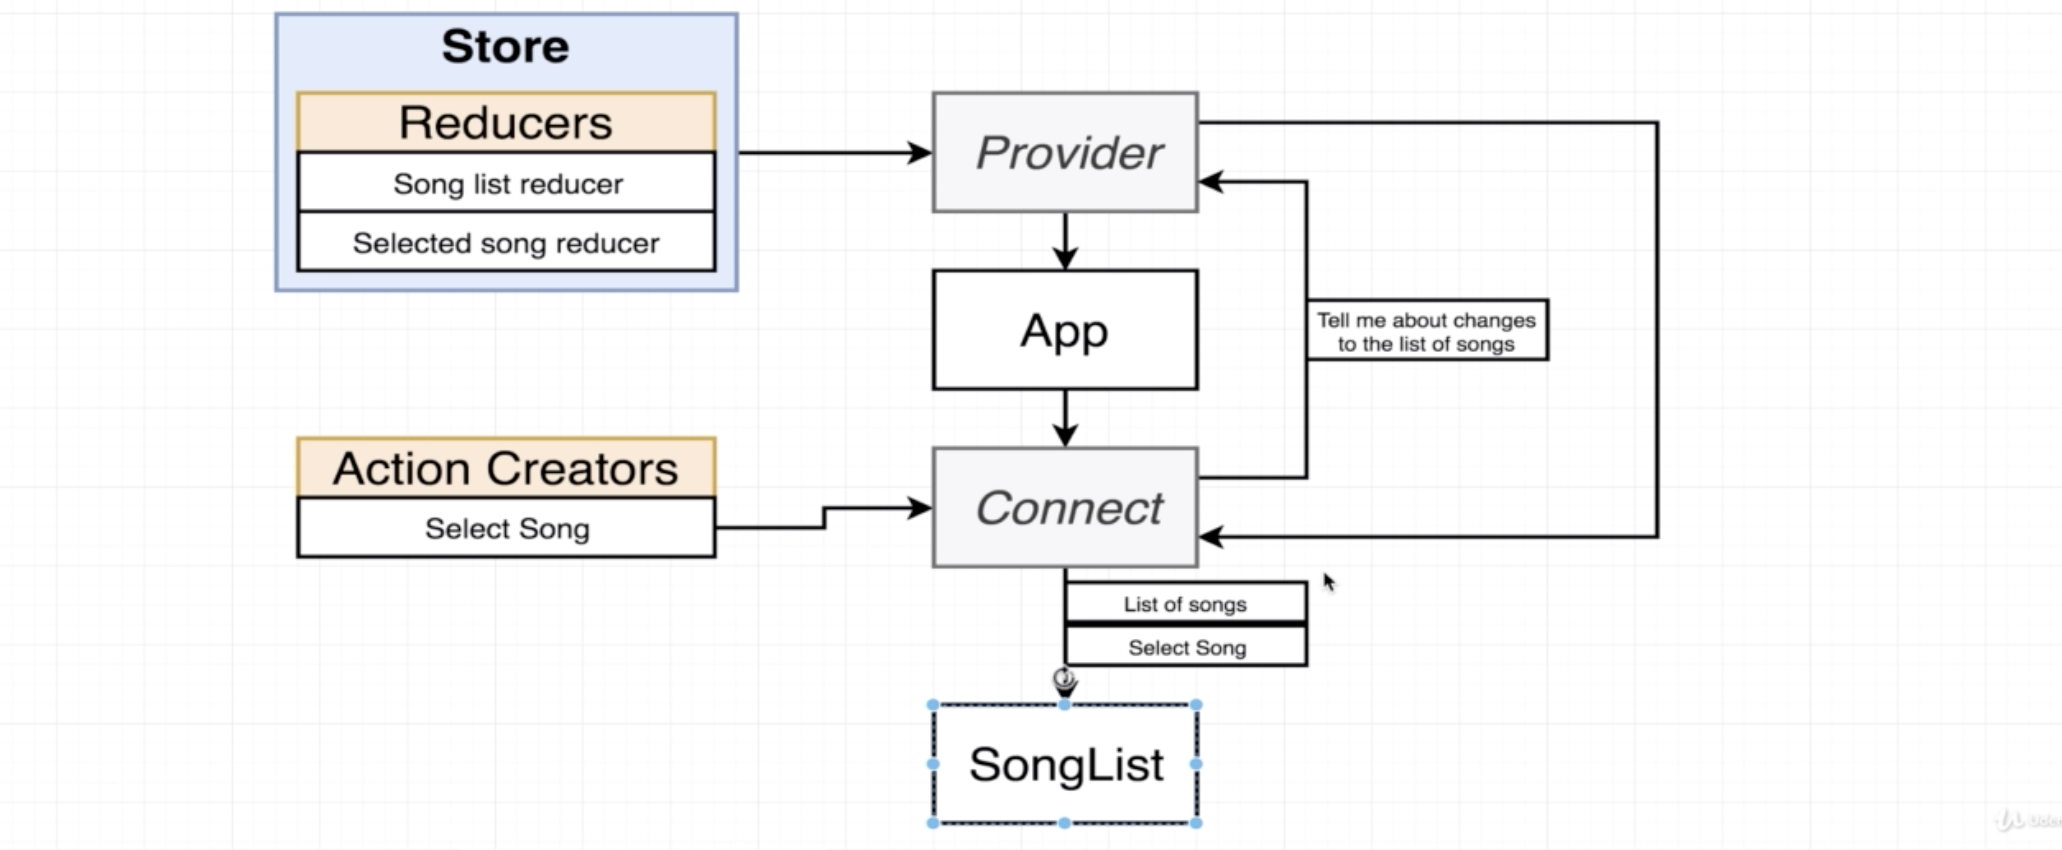 Store
Reducers
Song list reducer
Selected song reducer
Provider
App
Tell me about changes
to the list of songs
Action Creators
Select Song
Connect
List of songs
Select Song
SongList